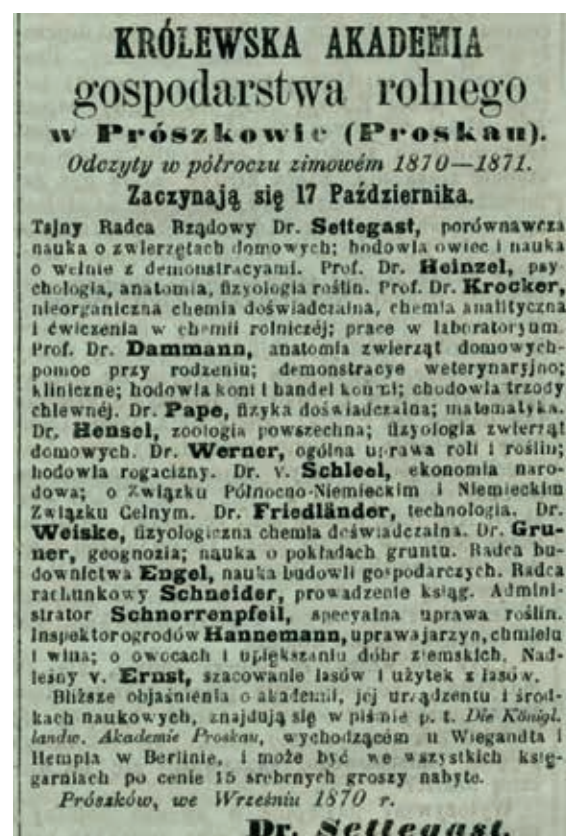 KRÓLEWSKA AKADEMIA
gospodarstwa rolnego
w Prószkowie (Proskau).
Odczyty w półroczu zimowém 1870—1871.
Zaczynają się 17 Października.
Tajny Radca Rządowy Dr. Settegast, porównawcza
nauka o zwierzętach domowych; hodowla owiec i nauka
o wełnie z demonstracyami. Prof. Dr. Heinzel, psy-
chologia, anatomia, fizyologia roślin. Prof. Dr. Krocker,
nieorganiczna chemia doświadczalna, chemia analityczna
i ćwiczenia w chemii rolniczéj; prace w laboratoryum.
Prof. Dr. Dammann, anatomia zwierząt domowych-
pomoc przy rodzeniu; demonstracye weterynaryjno;
kliniczne; hodowla koni i handel końmi; chodowla trzody
chlewnéj. Dr. Pape, fizyka doświadczalna; matematyka.
Dr. Hensel, zoologia powszechna; fizyologia zwierząt
domowych. Dr. Werner, ogólna uprawa roli i roślin;
hodowla rogacizny. Dr. v. Scheel, ekonomia naro-
dowa; o Związku Północno-Niemieckim i Niemieckim
Związku Celnym. Dr. Friedländer, technologia. Dr.
Weiske, fizyologiczna chemia doświadczalna. Dr. Gru-
ner, geognozia; nauka o pokładach gruntu. Radca bu-
downictwa Engel, nauka budowli gospodarczych. Radca
rachunkowy Schneider, prowadzenie ksiąg. Admini-
strator Schnorrenpfeil, specyalna uprawa roślin.
Inspektor ogrodów Hannemann, uprawa jarzyn, chmielu
i wina; o owocach i upiększaniu dóbr ziemskich. Nad-
leśny v. Ernst, szacowanie lasów i użytek z lasów.
Bliższe objaśnienia o akademii, jej urządzeniu i środ-
kach naukowych, znajdują się w piśmie p. t. Die Königl.
landw. Akademie Proskau, wychodzącém u Wiegandta i
Hempla w Berlinie, i może być we wszystkich księ-
garniach po cenie 15 srebrnych groszy nabyte.
Prószków, we Wrześniu 1870 r.
Dr. Settegast.